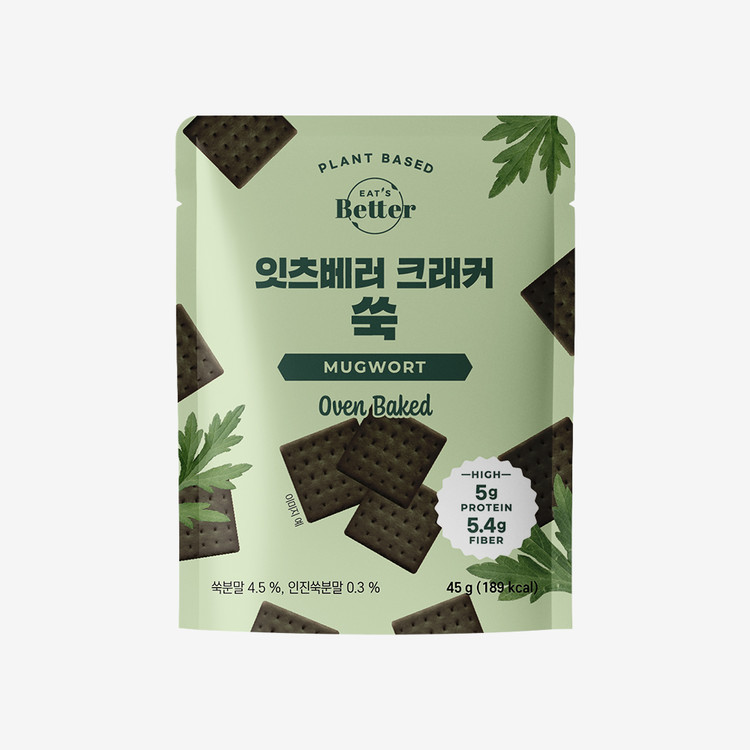 PLANT BASED
EAT'S
Better
잇츠베러 크래커
쑥
MUGWORT
Oven Baked
이미지 예
HIGH
5g
PROTEIN
5.4g
FIBER
쑥분말 4.5 %, 인진쑥분말 0.3 %
45 g (189 kcal)